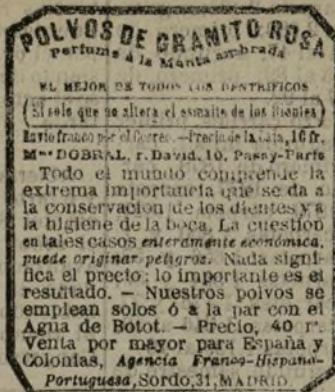 POLVOS DE GRANITO ROSA
Perfume á la Menta ambrada
EL MEJOR DE TODOS LOS DENTRIFICOS
(El solo que no altera el esmalte de los dientes)
Envio franco por el Correo. — Precio de la Caja, 16 fr.
Mme DOBRAL, r. David, 10, Passy-Paris
Todo el mundo comprende la
extrema importancia que se da a
la conservacion de los dientes y a
la higiene de la boca. La cuestion
en tales casos enteramente económica,
puede originar peligros. Nada signi-
fica el precio; lo importante es el
resultado. — Nuestros polvos se
emplean solos ó a la par con el
Agua de Botot. — Precio, 40 rs.
Venta por mayor para España y
Colonias, Agencia Franco-Hispano-
Portuguesa, Sordo, 31, MADRID.